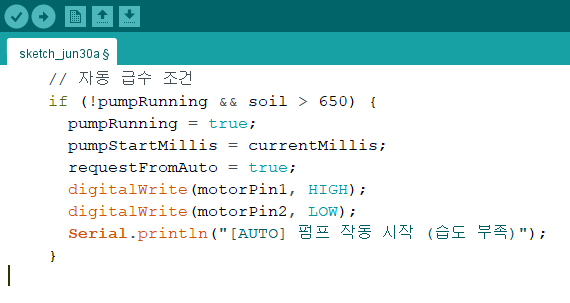 sketch_jun30a §
// 자동 급수 조건
if (!pumpRunning && soil > 650) {
pumpRunning = true;
pumpStartMillis = currentMillis;
requestFromAuto = true;
digitalWrite(motorPin1, HIGH);
digitalWrite(motorPin2, LOW);
Serial.println("[AUTO] 펌프 작동 시작 (습도 부족)");
}